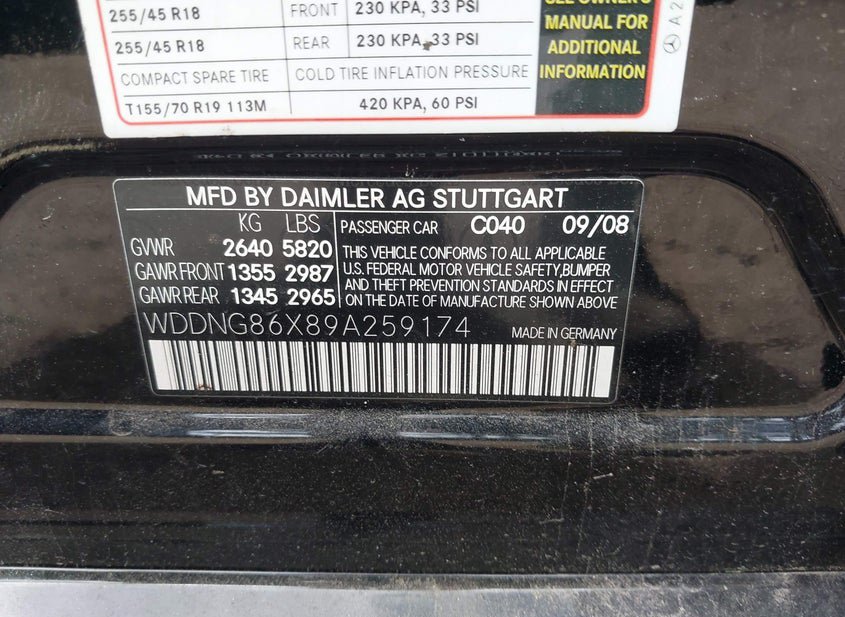 255/45 R18 FRONT 230 KPA, 33 PSI
255/45 R18 REAR 230 KPA, 33 PSI
COMPACT SPARE TIRE COLD TIRE INFLATION PRESSURE
T155/70 R19 113M 420 KPA, 60 PSI
SEE OWNER'S
MANUAL FOR
ADDITIONAL
INFORMATION
A 2
MFD BY DAIMLER AG STUTTGART
KG LBS PASSENGER CAR C040 09/08
GVWR 2640 5820
GAWR FRONT 1355 2987
GAWR REAR 1345 2965
THIS VEHICLE CONFORMS TO ALL APPLICABLE
U.S. FEDERAL MOTOR VEHICLE SAFETY,BUMPER
AND THEFT PREVENTION STANDARDS IN EFFECT
ON THE DATE OF MANUFACTURE SHOWN ABOVE
WDDNG86X89A259174 MADE IN GERMANY